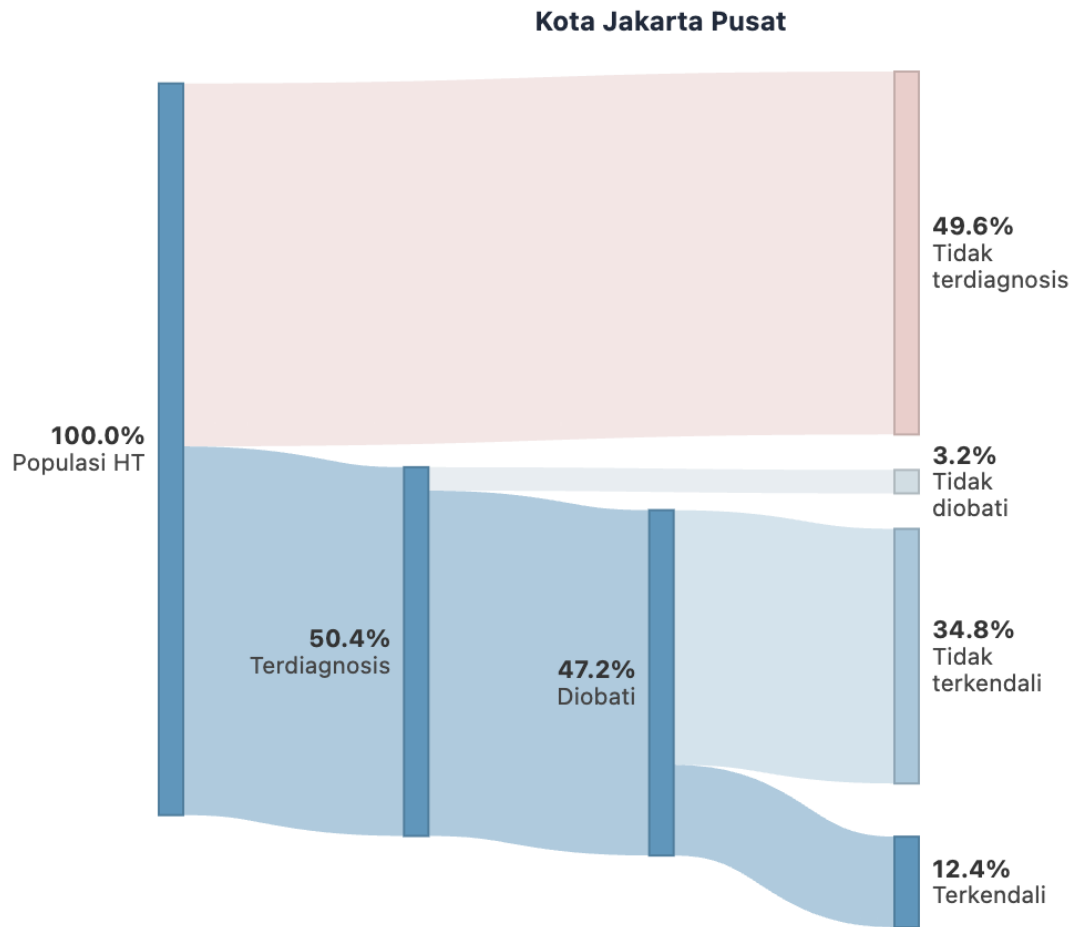 Kota Jakarta Pusat
100.0%
Populasi HT
50.4%
Terdiagnosis
47.2%
Diobati
49.6%
Tidak
terdiagnosis
3.2%
Tidak
diobati
34.8%
Tidak
terkendali
12.4%
Terkendali